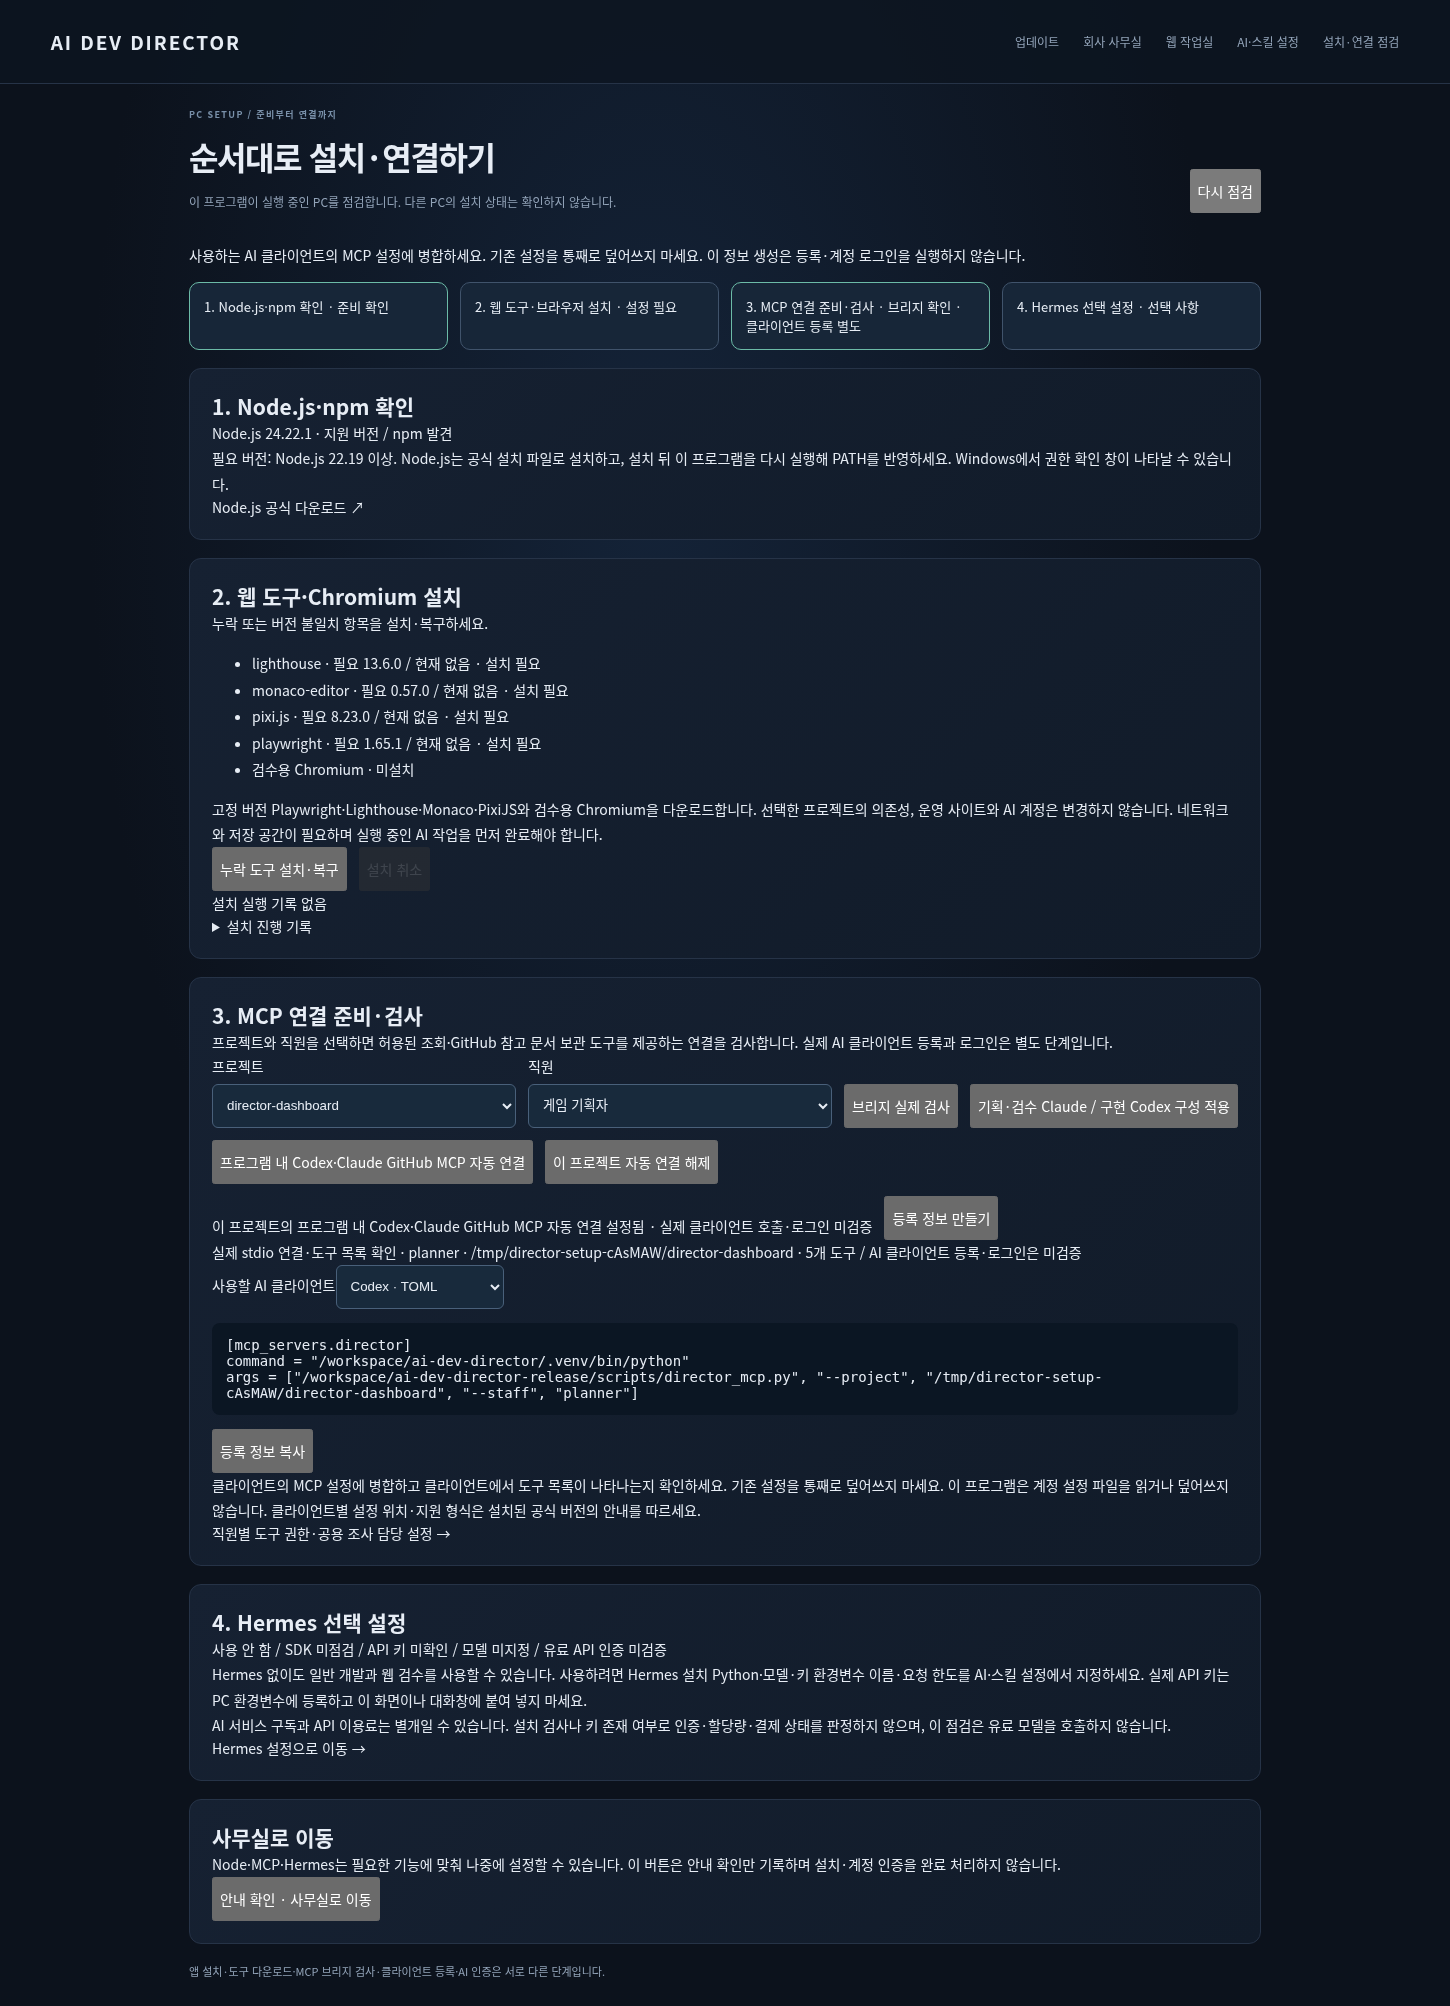 AI DEV DIRECTOR
업데이트 회사 사무실 웹 작업실 AI·스킬 설정 설치·연결 점검
PC SETUP / 준비부터 연결까지
순서대로 설치·연결하기
이 프로그램이 실행 중인 PC를 점검합니다. 다른 PC의 설치 상태는 확인하지 않습니다.
다시 점검
사용하는 AI 클라이언트의 MCP 설정에 병합하세요. 기존 설정을 통째로 덮어쓰지 마세요. 이 정보 생성은 등록·계정 로그인을 실행하지 않습니다.
1. Node.js·npm 확인 · 준비 확인
2. 웹 도구·브라우저 설치 · 설정 필요
3. MCP 연결 준비·검사 · 브리지 확인 ·
클라이언트 등록 별도
4. Hermes 선택 설정 · 선택 사항
1. Node.js·npm 확인
Node.js 24.22.1 · 지원 버전 / npm 발견
필요 버전: Node.js 22.19 이상. Node.js는 공식 설치 파일로 설치하고, 설치 뒤 이 프로그램을 다시 실행해 PATH를 반영하세요. Windows에서 권한 확인 창이 나타날 수 있습니
다.
Node.js 공식 다운로드 ↗
2. 웹 도구·Chromium 설치
누락 또는 버전 불일치 항목을 설치·복구하세요.
• lighthouse · 필요 13.6.0 / 현재 없음 · 설치 필요
• monaco-editor · 필요 0.57.0 / 현재 없음 · 설치 필요
• pixi.js · 필요 8.23.0 / 현재 없음 · 설치 필요
• playwright · 필요 1.65.1 / 현재 없음 · 설치 필요
• 검수용 Chromium · 미설치
고정 버전 Playwright·Lighthouse·Monaco·PixiJS와 검수용 Chromium을 다운로드합니다. 선택한 프로젝트의 의존성, 운영 사이트와 AI 계정은 변경하지 않습니다. 네트워크
와 저장 공간이 필요하며 실행 중인 AI 작업을 먼저 완료해야 합니다.
누락 도구 설치·복구 설치 취소
설치 실행 기록 없음
▶ 설치 진행 기록
3. MCP 연결 준비·검사
프로젝트와 직원을 선택하면 허용된 조회·GitHub 참고 문서 보관 도구를 제공하는 연결을 검사합니다. 실제 AI 클라이언트 등록과 로그인은 별도 단계입니다.
프로젝트 직원
director-dashboard 게임 기획자 브리지 실제 검사 기획·검수 Claude / 구현 Codex 구성 적용
프로그램 내 Codex·Claude GitHub MCP 자동 연결 이 프로젝트 자동 연결 해제
이 프로젝트의 프로그램 내 Codex·Claude GitHub MCP 자동 연결 설정됨 · 실제 클라이언트 호출·로그인 미검증 등록 정보 만들기
실제 stdio 연결·도구 목록 확인 · planner · /tmp/director-setup-cAsMAW/director-dashboard · 5개 도구 / AI 클라이언트 등록·로그인은 미검증
사용할 AI 클라이언트 Codex · TOML
[mcp_servers.director]
command = "/workspace/ai-dev-director/.venv/bin/python"
args = ["/workspace/ai-dev-director-release/scripts/director_mcp.py", "--project", "/tmp/director-setup-
cAsMAW/director-dashboard", "--staff", "planner"]
등록 정보 복사
클라이언트의 MCP 설정에 병합하고 클라이언트에서 도구 목록이 나타나는지 확인하세요. 기존 설정을 통째로 덮어쓰지 마세요. 이 프로그램은 계정 설정 파일을 읽거나 덮어쓰지
않습니다. 클라이언트별 설정 위치·지원 형식은 설치된 공식 버전의 안내를 따르세요.
직원별 도구 권한·공용 조사 담당 설정 →
4. Hermes 선택 설정
사용 안 함 / SDK 미점검 / API 키 미확인 / 모델 미지정 / 유료 API 인증 미검증
Hermes 없이도 일반 개발과 웹 검수를 사용할 수 있습니다. 사용하려면 Hermes 설치 Python·모델·키 환경변수 이름·요청 한도를 AI·스킬 설정에서 지정하세요. 실제 API 키는
PC 환경변수에 등록하고 이 화면이나 대화창에 붙여 넣지 마세요.
AI 서비스 구독과 API 이용료는 별개일 수 있습니다. 설치 검사나 키 존재 여부로 인증·할당량·결제 상태를 판정하지 않으며, 이 점검은 유료 모델을 호출하지 않습니다.
Hermes 설정으로 이동 →
사무실로 이동
Node·MCP·Hermes는 필요한 기능에 맞춰 나중에 설정할 수 있습니다. 이 버튼은 안내 확인만 기록하며 설치·계정 인증을 완료 처리하지 않습니다.
안내 확인 · 사무실로 이동
앱 설치·도구 다운로드·MCP 브리지 검사·클라이언트 등록·AI 인증은 서로 다른 단계입니다.